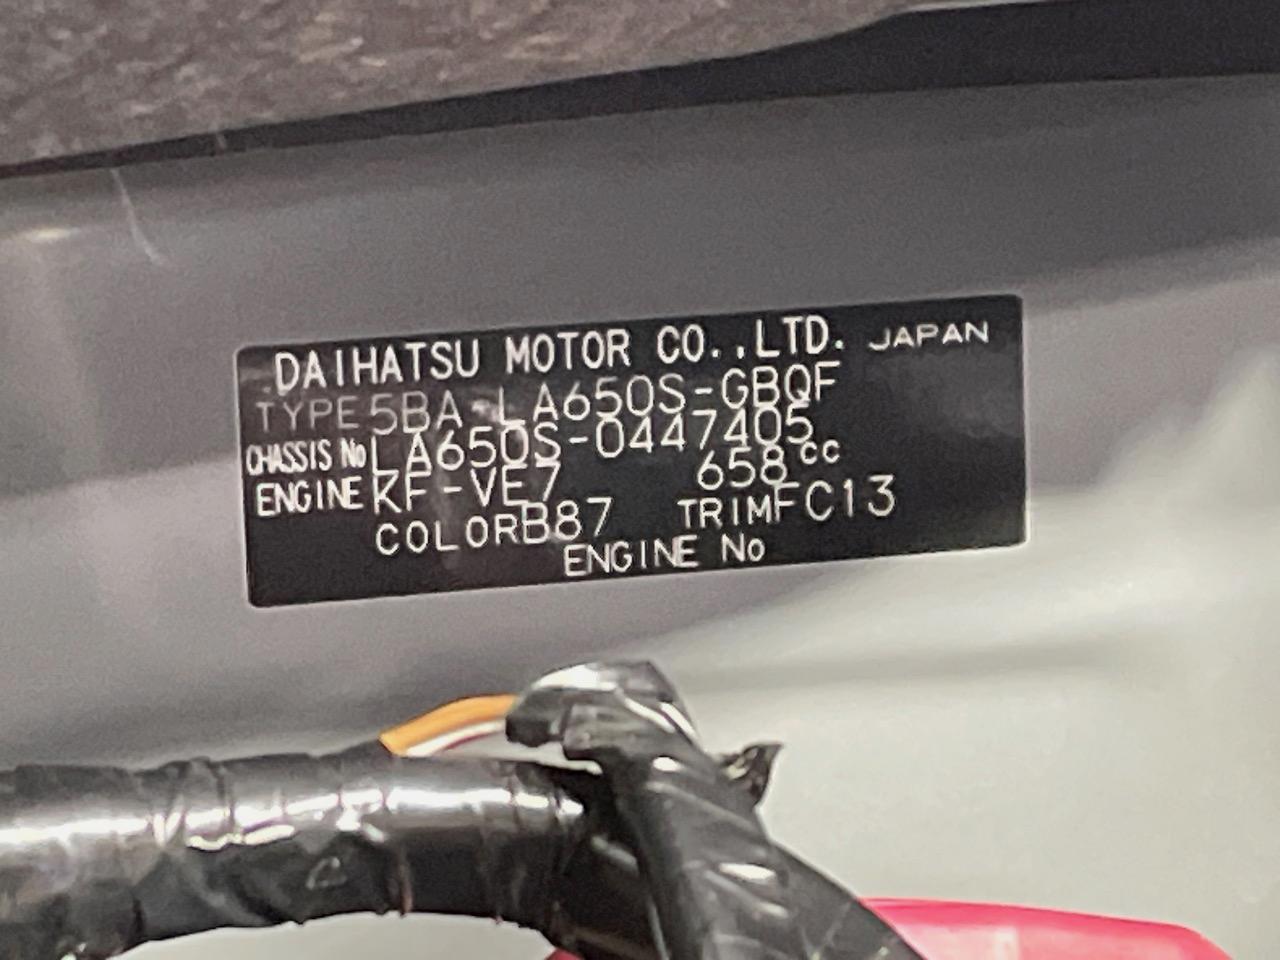 DAIHATSU MOTOR CO.,LTD. JAPAN
TYPE 5BA-LA650S-GBQF
CHASSIS No LA650S-0447405
ENGINE KF-VE7 658cc
COLOR B87 TRIM FC13
ENGINE No